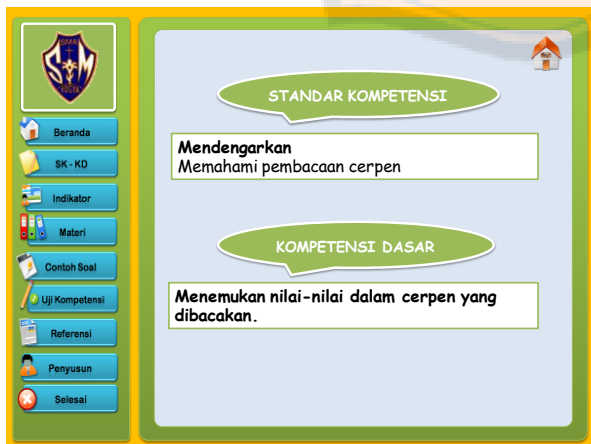 SMA
YOGYA
Beranda
SK - KD
Indikator
Materi
Contoh Soal
Uji Kompetensi
Referensi
Penyusun
Selesai
STANDAR KOMPETENSI
Mendengarkan
Memahami pembacaan cerpen
KOMPETENSI DASAR
Menemukan nilai-nilai dalam cerpen yang
dibacakan.